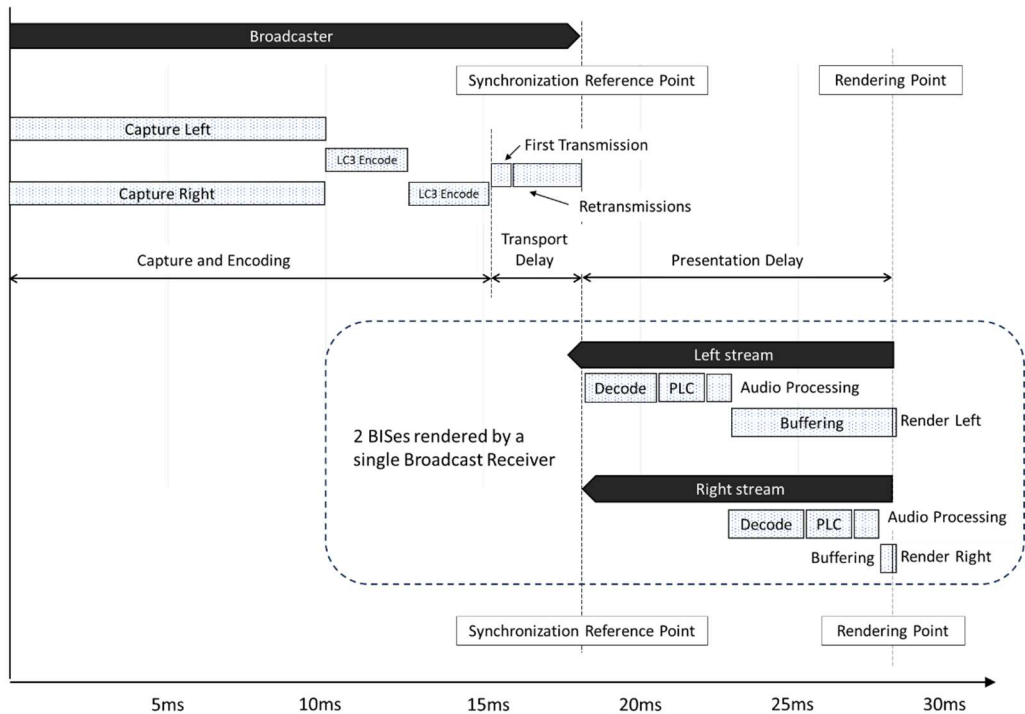 Broadcaster
Synchronization Reference Point
Rendering Point
Capture Left
First Transmission
LC3 Encode
Capture Right
LC3 Encode
Retransmissions
Capture and Encoding
Transport
Delay
Presentation Delay
Left stream
Decode
PLC
Audio Processing
Buffering
Render Left
2 BISes rendered by a
single Broadcast Receiver
Right stream
Decode
PLC
Audio Processing
Buffering
Render Right
Synchronization Reference Point
Rendering Point
5ms
10ms
15ms
20ms
25ms
30ms